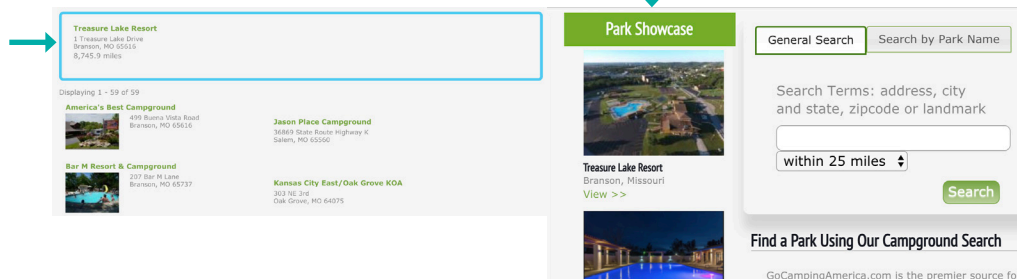 Treasure Lake Resort
1 Treasure Lake Drive
Branson, MO 65616
8,745.9 miles
Displaying 1 - 59 of 59
America's Best Campground
499 Buena Vista Road
Branson, MO 65616
Jason Place Campground
36869 State Route Highway K
Salem, MO 65560
Bar M Resort & Campground
207 Bar M Lane
Branson, MO 65737
Kansas City East/Oak Grove KOA
303 NE 3rd
Oak Grove, MO 64075
Park Showcase
Treasure Lake Resort
Branson, Missouri
View >>
General Search
Search by Park Name
Search Terms: address, city
and state, zipcode or landmark
within 25 miles
Search
Find a Park Using Our Campground Search
GoCampingAmerica.com is the premier source fo